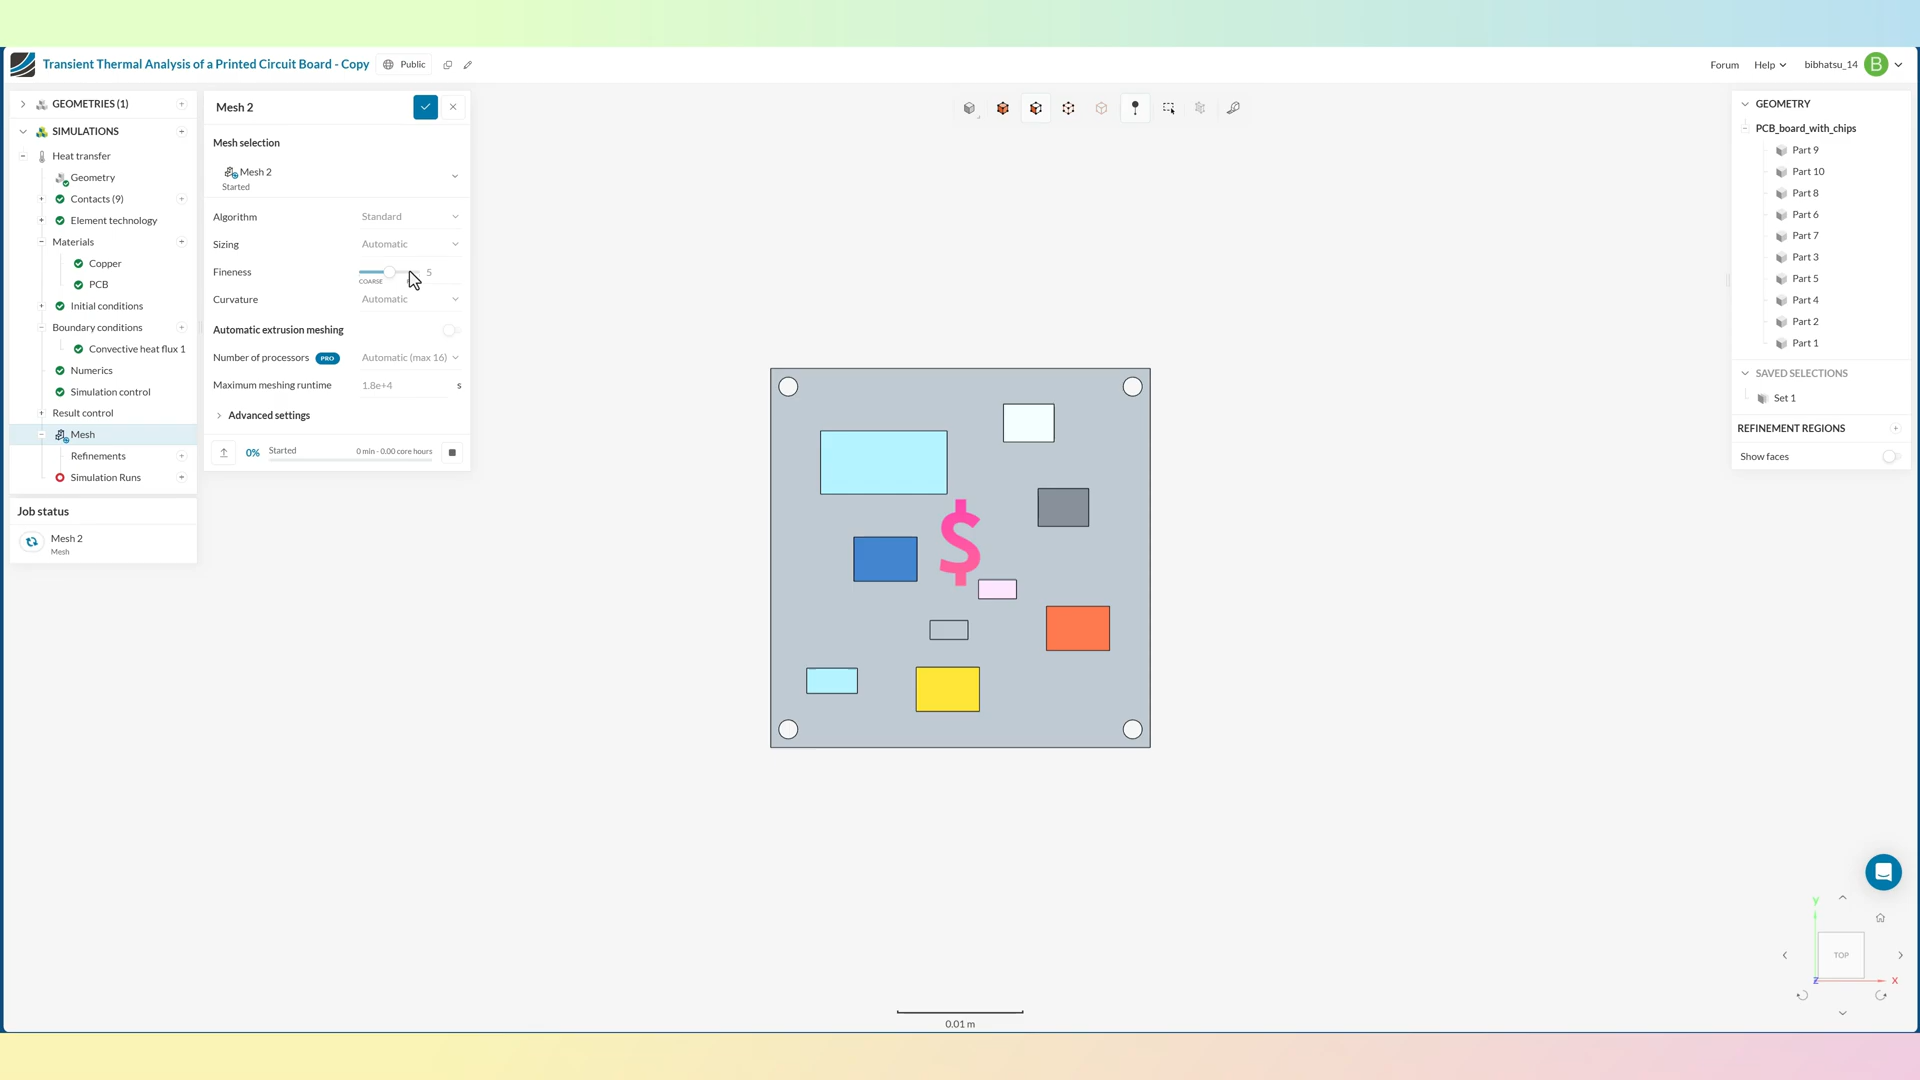 Transient Thermal Analysis of a Printed Circuit Board - Copy
Public
Forum
Help
bibhatsu_14
B
GEOMETRIES (1)
SIMULATIONS
Heat transfer
Geometry
Contacts (9)
Element technology
Materials
Copper
PCB
Initial conditions
Boundary conditions
Convective heat flux 1
Numerics
Simulation control
Result control
Mesh
Refinements
Simulation Runs
Job status
Mesh 2
Mesh
Mesh 2
Mesh selection
Mesh 2
Started
Algorithm Standard
Sizing Automatic
Fineness 5
COARSE
Curvature Automatic
Automatic extrusion meshing
Number of processors PRO Automatic (max 16)
Maximum meshing runtime 1.8e+4 s
Advanced settings
0% Started 0 min - 0.00 core hours
$
0.01 m
GEOMETRY
PCB_board_with_chips
Part 9
Part 10
Part 8
Part 6
Part 7
Part 3
Part 5
Part 4
Part 2
Part 1
SAVED SELECTIONS
Set 1
REFINEMENT REGIONS
Show faces
Y
TOP
Z
X